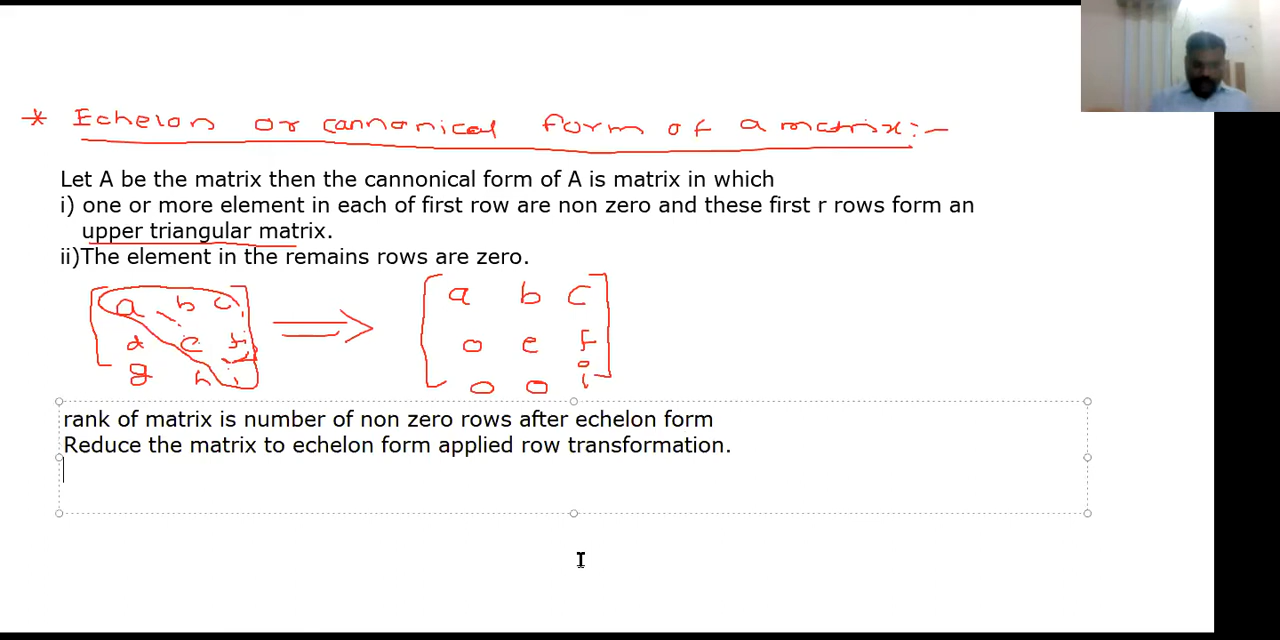 * Echelon or cannonical form of a matrix:-
Let A be the matrix then the cannonical form of A is matrix in which
i) one or more element in each of first row are non zero and these first r rows form an
upper triangular matrix.
ii)The element in the remains rows are zero.
a b c
d e f
g h i
⇒
a b c
0 e f
0 0 i
rank of matrix is number of non zero rows after echelon form
Reduce the matrix to echelon form applied row transformation.